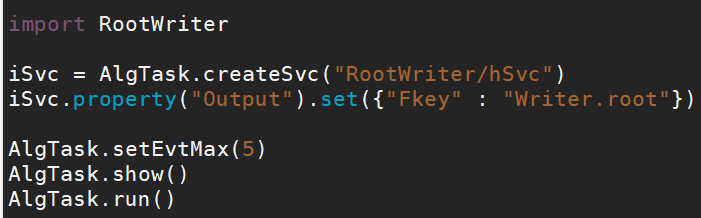 import RootWriter
iSvc = AlgTask.createSvc("RootWriter/hSvc")
iSvc.property("Output").set({"Fkey" : "Writer.root"})
AlgTask.setEvtMax(5)
AlgTask.show()
AlgTask.run()